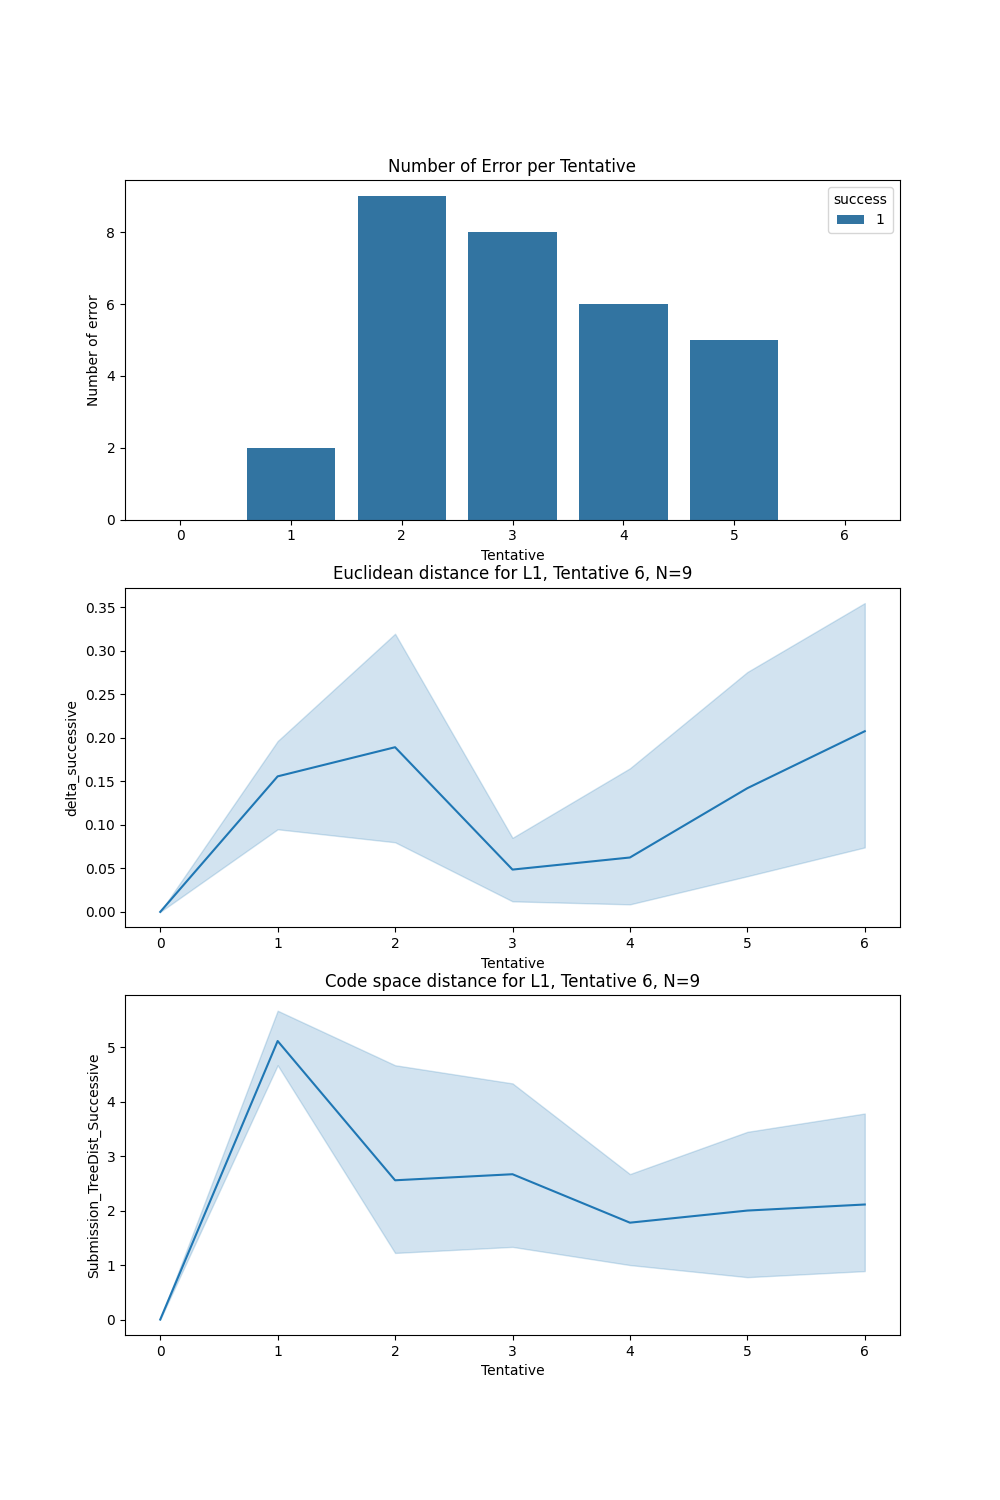 Number of Error per Tentative
success
1
Number of error
8
6
4
2
0
0 1 2 3 4 5 6
Tentative
Euclidean distance for L1, Tentative 6, N=9
delta_successive
0.35
0.30
0.25
0.20
0.15
0.10
0.05
0.00
0 1 2 3 4 5 6
Tentative
Code space distance for L1, Tentative 6, N=9
Submission_TreeDist_Successive
5
4
3
2
1
0
0 1 2 3 4 5 6
Tentative